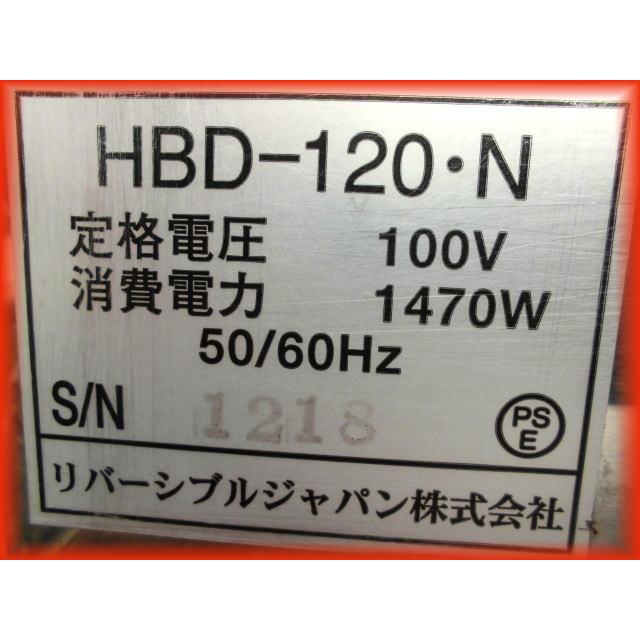 HBD-120・N
定格電圧 100V
消費電力 1470W
50/60Hz
S/N 1218
PSE
リバーシブルジャパン株式会社